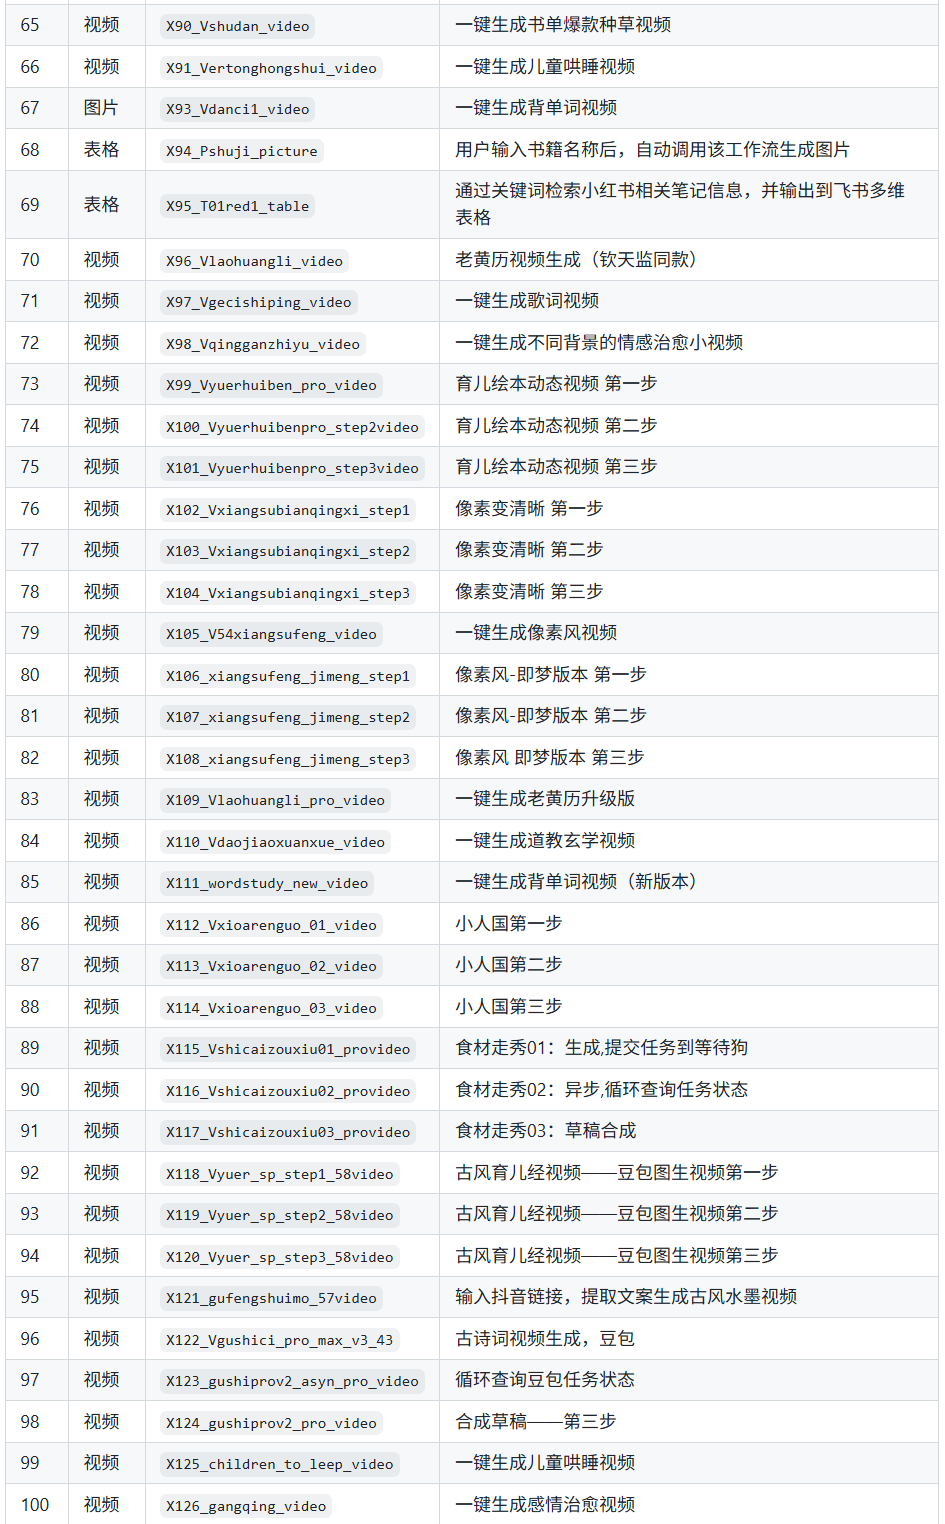 65 视频 X90_Vshudan_video 一键生成书单爆款种草视频
66 视频 X91_Vertonghongshui_video 一键生成儿童哄睡视频
67 图片 X93_Vdanci1_video 一键生成背单词视频
68 表格 X94_Pshuji_picture 用户输入书籍名称后，自动调用该工作流生成图片
69 表格 X95_T01red1_table 通过关键词检索小红书相关笔记信息，并输出到飞书多维
表格
70 视频 X96_Vlaohuangli_video 老黄历视频生成（钦天监同款）
71 视频 X97_Vgecishiping_video 一键生成歌词视频
72 视频 X98_Vqingganzhiyu_video 一键生成不同背景的情感治愈小视频
73 视频 X99_Vyuerhuiben_pro_video 育儿绘本动态视频 第一步
74 视频 X100_Vyuerhuibenpro_step2video 育儿绘本动态视频 第二步
75 视频 X101_Vyuerhuibenpro_step3video 育儿绘本动态视频 第三步
76 视频 X102_Vxiangsubianqingxi_step1 像素变清晰 第一步
77 视频 X103_Vxiangsubianqingxi_step2 像素变清晰 第二步
78 视频 X104_Vxiangsubianqingxi_step3 像素变清晰 第三步
79 视频 X105_V54xiangsufeng_video 一键生成像素风视频
80 视频 X106_xiangsufeng_jimeng_step1 像素风-即梦版本 第一步
81 视频 X107_xiangsufeng_jimeng_step2 像素风-即梦版本 第二步
82 视频 X108_xiangsufeng_jimeng_step3 像素风 即梦版本 第三步
83 视频 X109_Vlaohuangli_pro_video 一键生成老黄历升级版
84 视频 X110_Vdaojiaoxuanxue_video 一键生成道教玄学视频
85 视频 X111_wordstudy_new_video 一键生成背单词视频（新版本）
86 视频 X112_Vxioarenguo_01_video 小人国第一步
87 视频 X113_Vxioarenguo_02_video 小人国第二步
88 视频 X114_Vxioarenguo_03_video 小人国第三步
89 视频 X115_Vshicaizouxiu01_provideo 食材走秀01：生成,提交任务到等待狗
90 视频 X116_Vshicaizouxiu02_provideo 食材走秀02：异步,循环查询任务状态
91 视频 X117_Vshicaizouxiu03_provideo 食材走秀03：草稿合成
92 视频 X118_Vyuer_sp_step1_58video 古风育儿经视频——豆包图生视频第一步
93 视频 X119_Vyuer_sp_step2_58video 古风育儿经视频——豆包图生视频第二步
94 视频 X120_Vyuer_sp_step3_58video 古风育儿经视频——豆包图生视频第三步
95 视频 X121_gufengshuimo_57video 输入抖音链接，提取文案生成古风水墨视频
96 视频 X122_Vgushici_pro_max_v3_43 古诗词视频生成，豆包
97 视频 X123_gushiprov2_asyn_pro_video 循环查询豆包任务状态
98 视频 X124_gushiprov2_pro_video 合成草稿——第三步
99 视频 X125_children_to_leep_video 一键生成儿童哄睡视频
100 视频 X126_gangqing_video 一键生成感情治愈视频